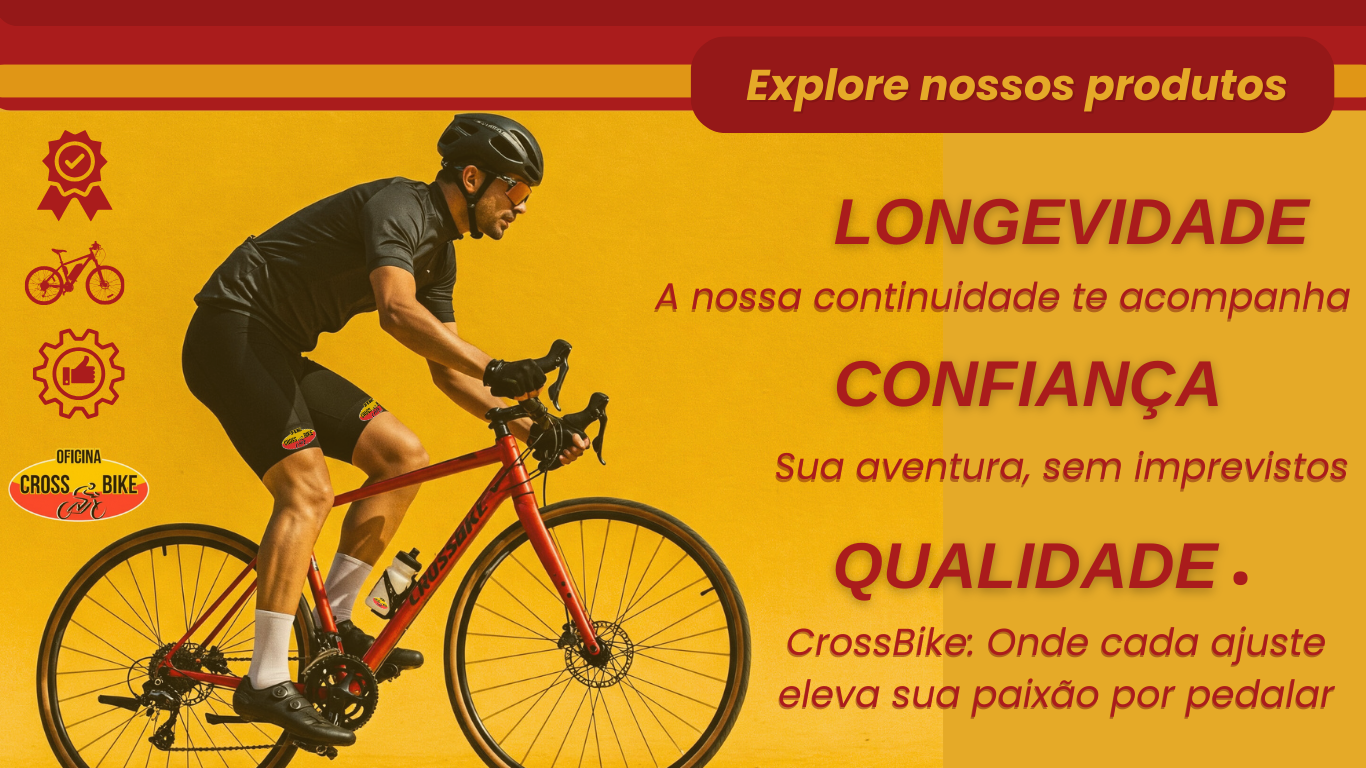 Explore nossos produtos
LONGEVIDADE
A nossa continuidade te acompanha
CONFIANÇA
Sua aventura, sem imprevistos
QUALIDADE .
CrossBike: Onde cada ajuste
eleva sua paixão por pedalar
OFICINA
CROSS BIKE
CROSSBIKE